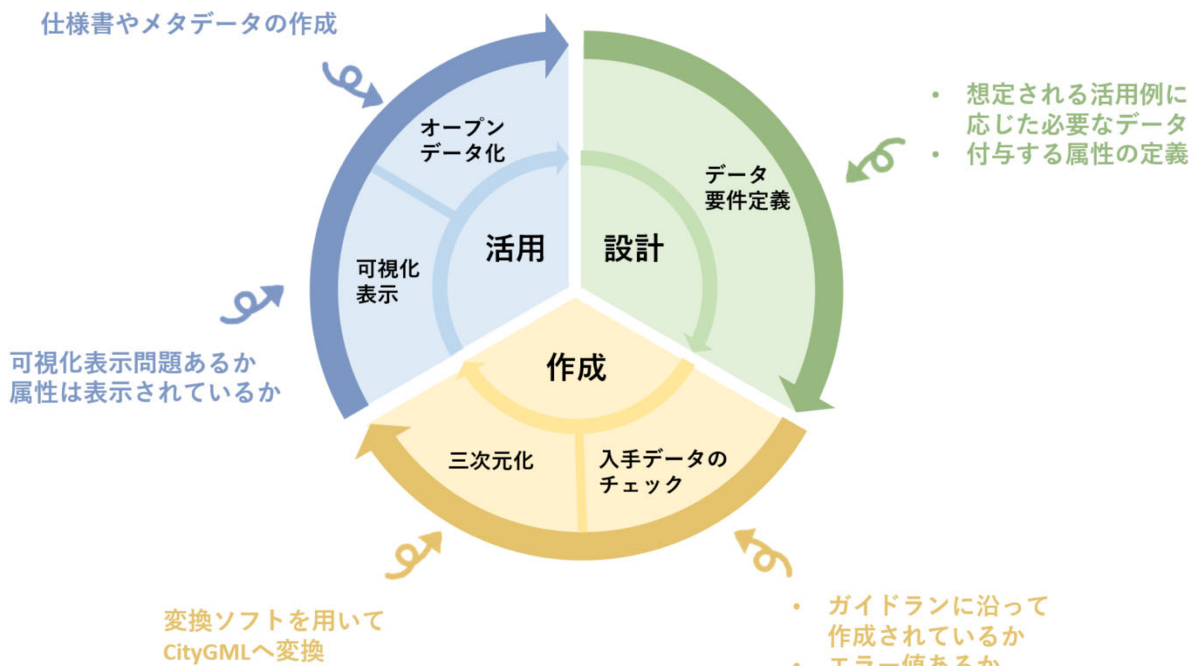 仕様書やメタデータの作成
オープン
データ化
データ
要件定義
• 想定される活用例に
応じた必要なデータ
• 付与する属性の定義
活用
設計
可視化
表示
可視化表示問題あるか
属性は表示されているか
作成
三次元化
入手データの
チェック
変換ソフトを用いて
CityGMLへ変換
• ガイドランに沿って
作成されているか
• エラー値あるか